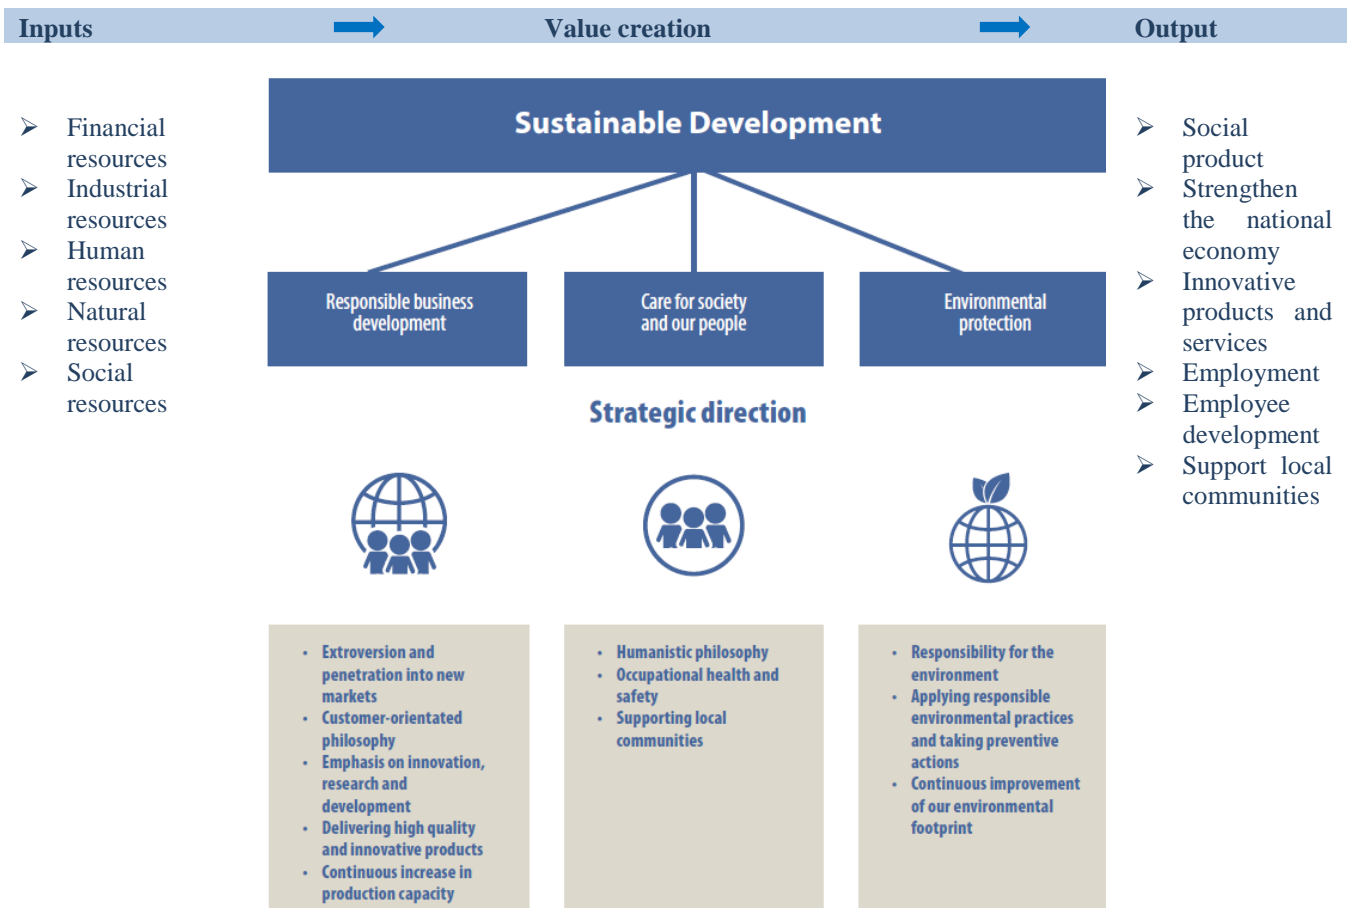 Inputs
Value creation
Output
➢ Financial
resources
➢ Industrial
resources
➢ Human
resources
➢ Natural
resources
➢ Social
resources
Sustainable Development
Responsible business
development
Care for society
and our people
Environmental
protection
Strategic direction
• Extroversion and
penetration into new
markets
• Customer-orientated
philosophy
• Emphasis on innovation,
research and
development
• Delivering high quality
and innovative products
• Continuous increase in
production capacity
• Humanistic philosophy
• Occupational health and
safety
• Supporting local
communities
• Responsibility for the
environment
• Applying responsible
environmental practices
and taking preventive
actions
• Continuous improvement
of our environmental
footprint
➢ Social
product
➢ Strengthen
the national
economy
➢ Innovative
products and
services
➢ Employment
➢ Employee
development
➢ Support local
communities